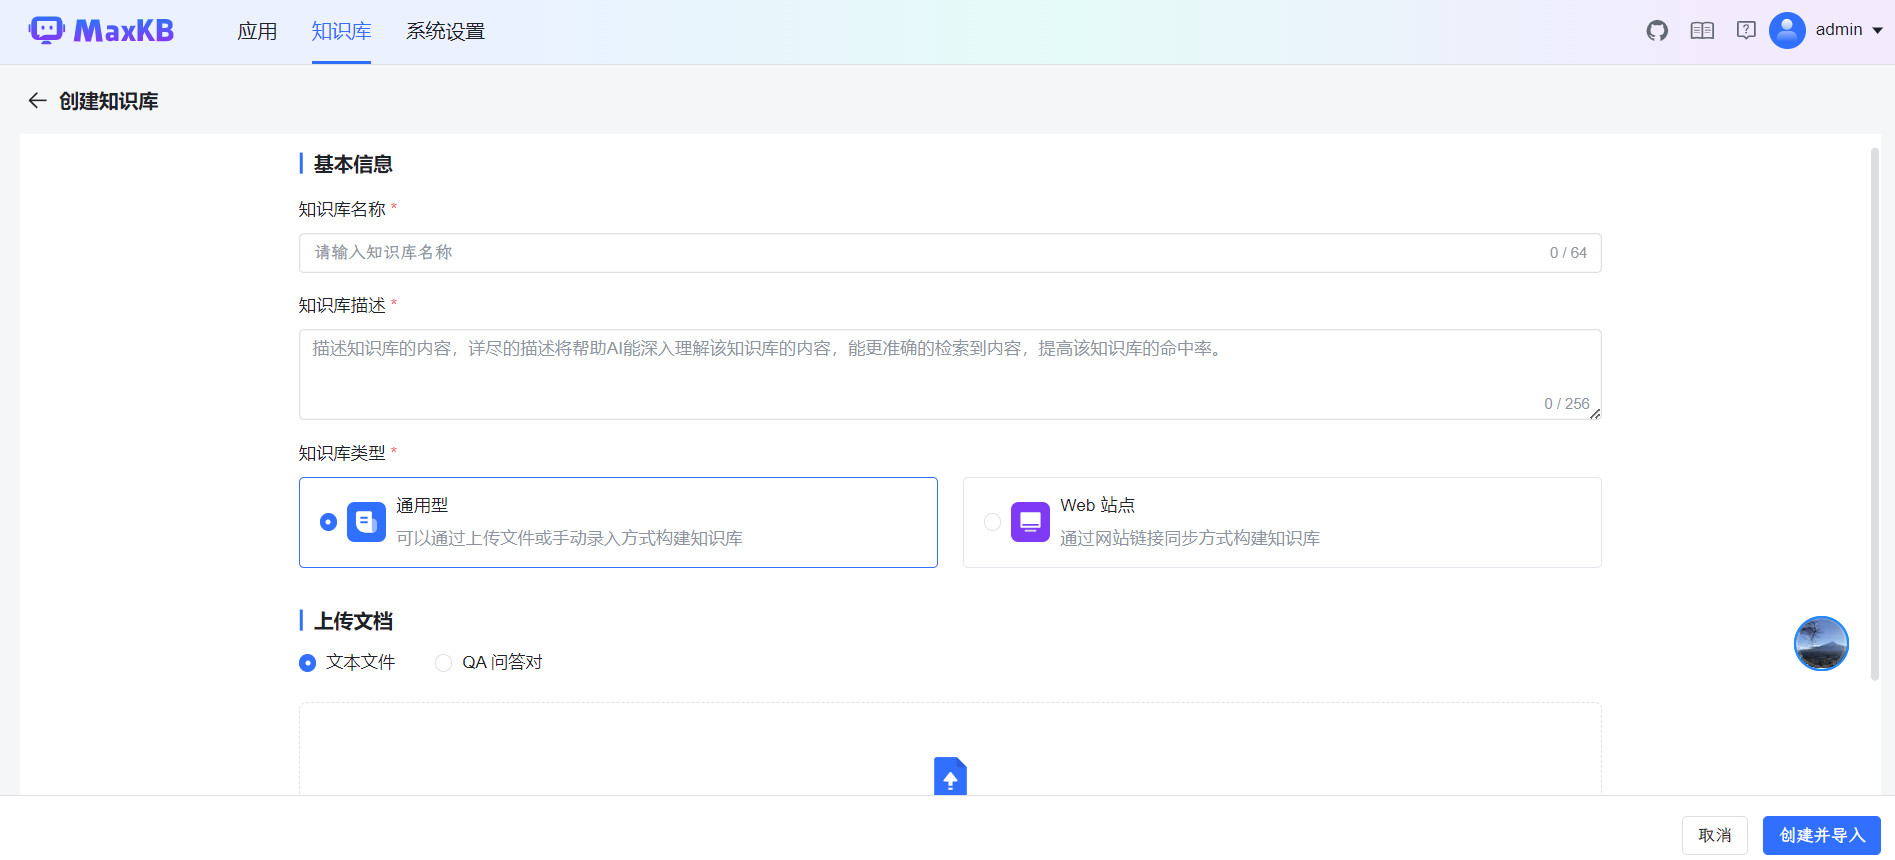 MaxKB 应用 知识库 系统设置 admin
创建知识库
基本信息
知识库名称 *
请输入知识库名称 0 / 64
知识库描述 *
描述知识库的内容，详尽的描述将帮助AI能深入理解该知识库的内容，能更准确的检索到内容，提高该知识库的命中率。
0 / 256
知识库类型 *
通用型
可以通过上传文件或手动录入方式构建知识库
Web 站点
通过网站链接同步方式构建知识库
上传文档
文本文件 QA 问答对
取消 创建并导入